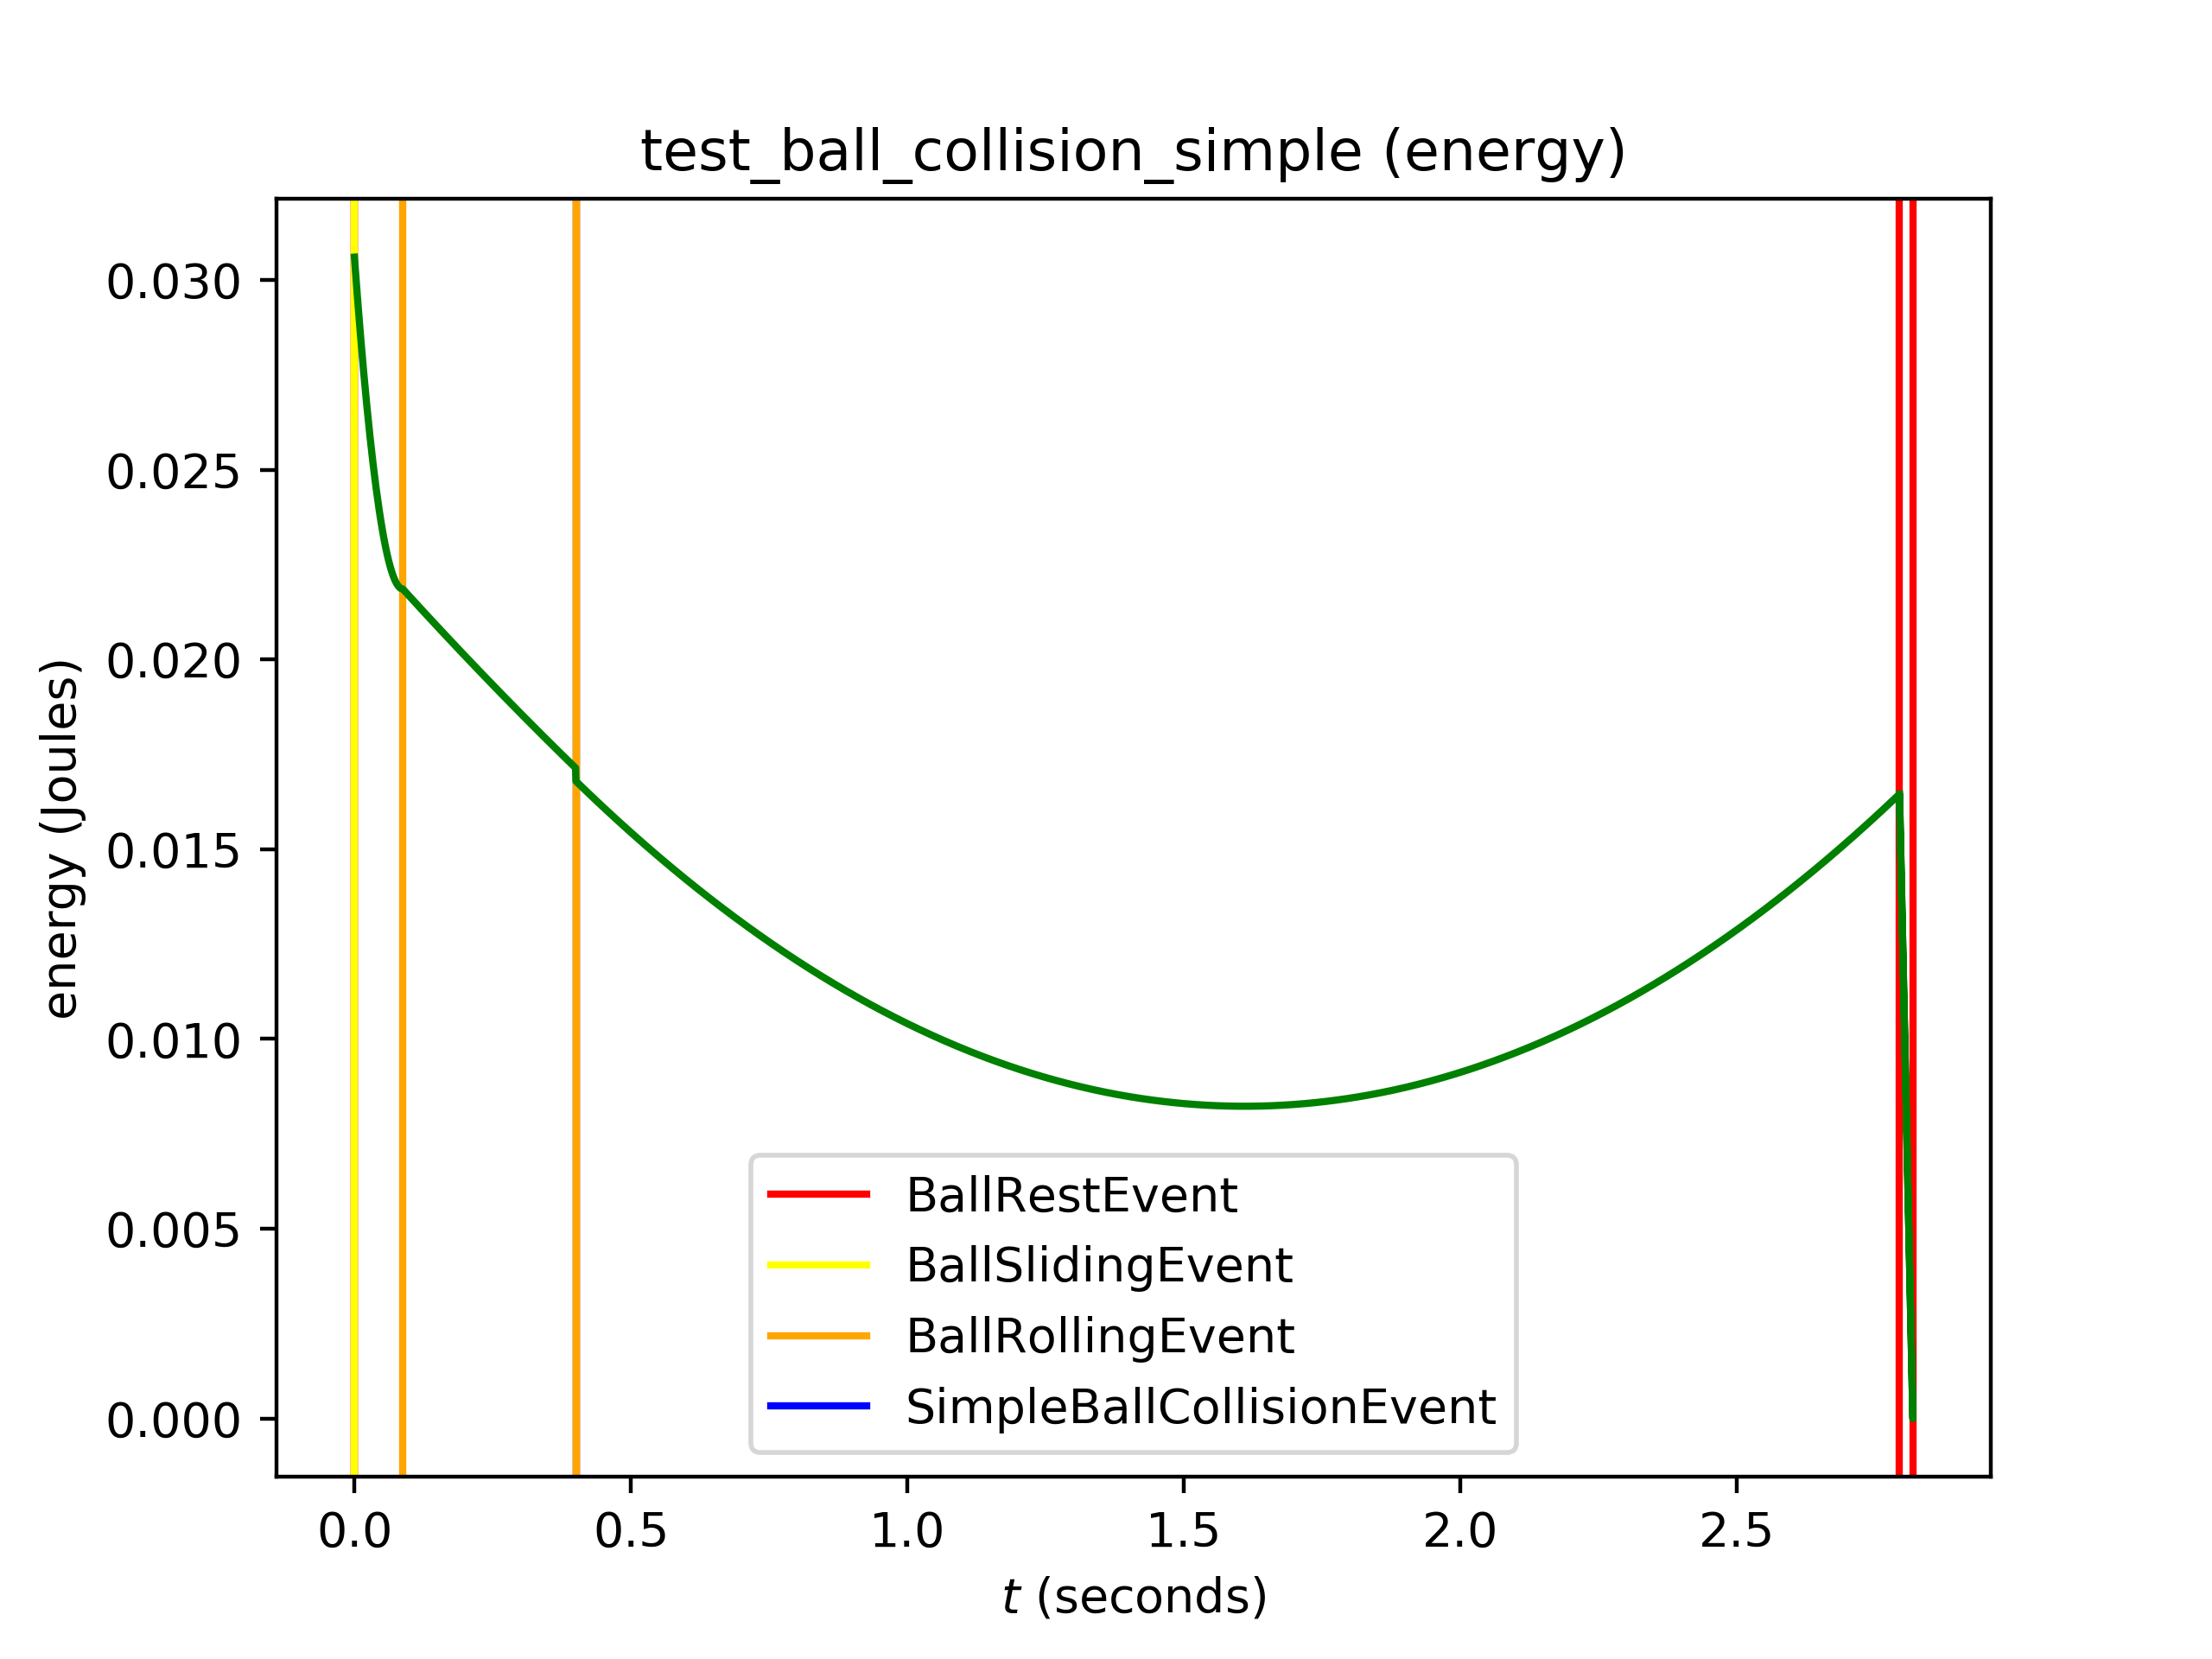 test_ball_collision_simple (energy)
energy (Joules)
0.030
0.025
0.020
0.015
0.010
0.005
0.000
BallRestEvent
BallSlidingEvent
BallRollingEvent
SimpleBallCollisionEvent
0.0 0.5 1.0 1.5 2.0 2.5
t (seconds)